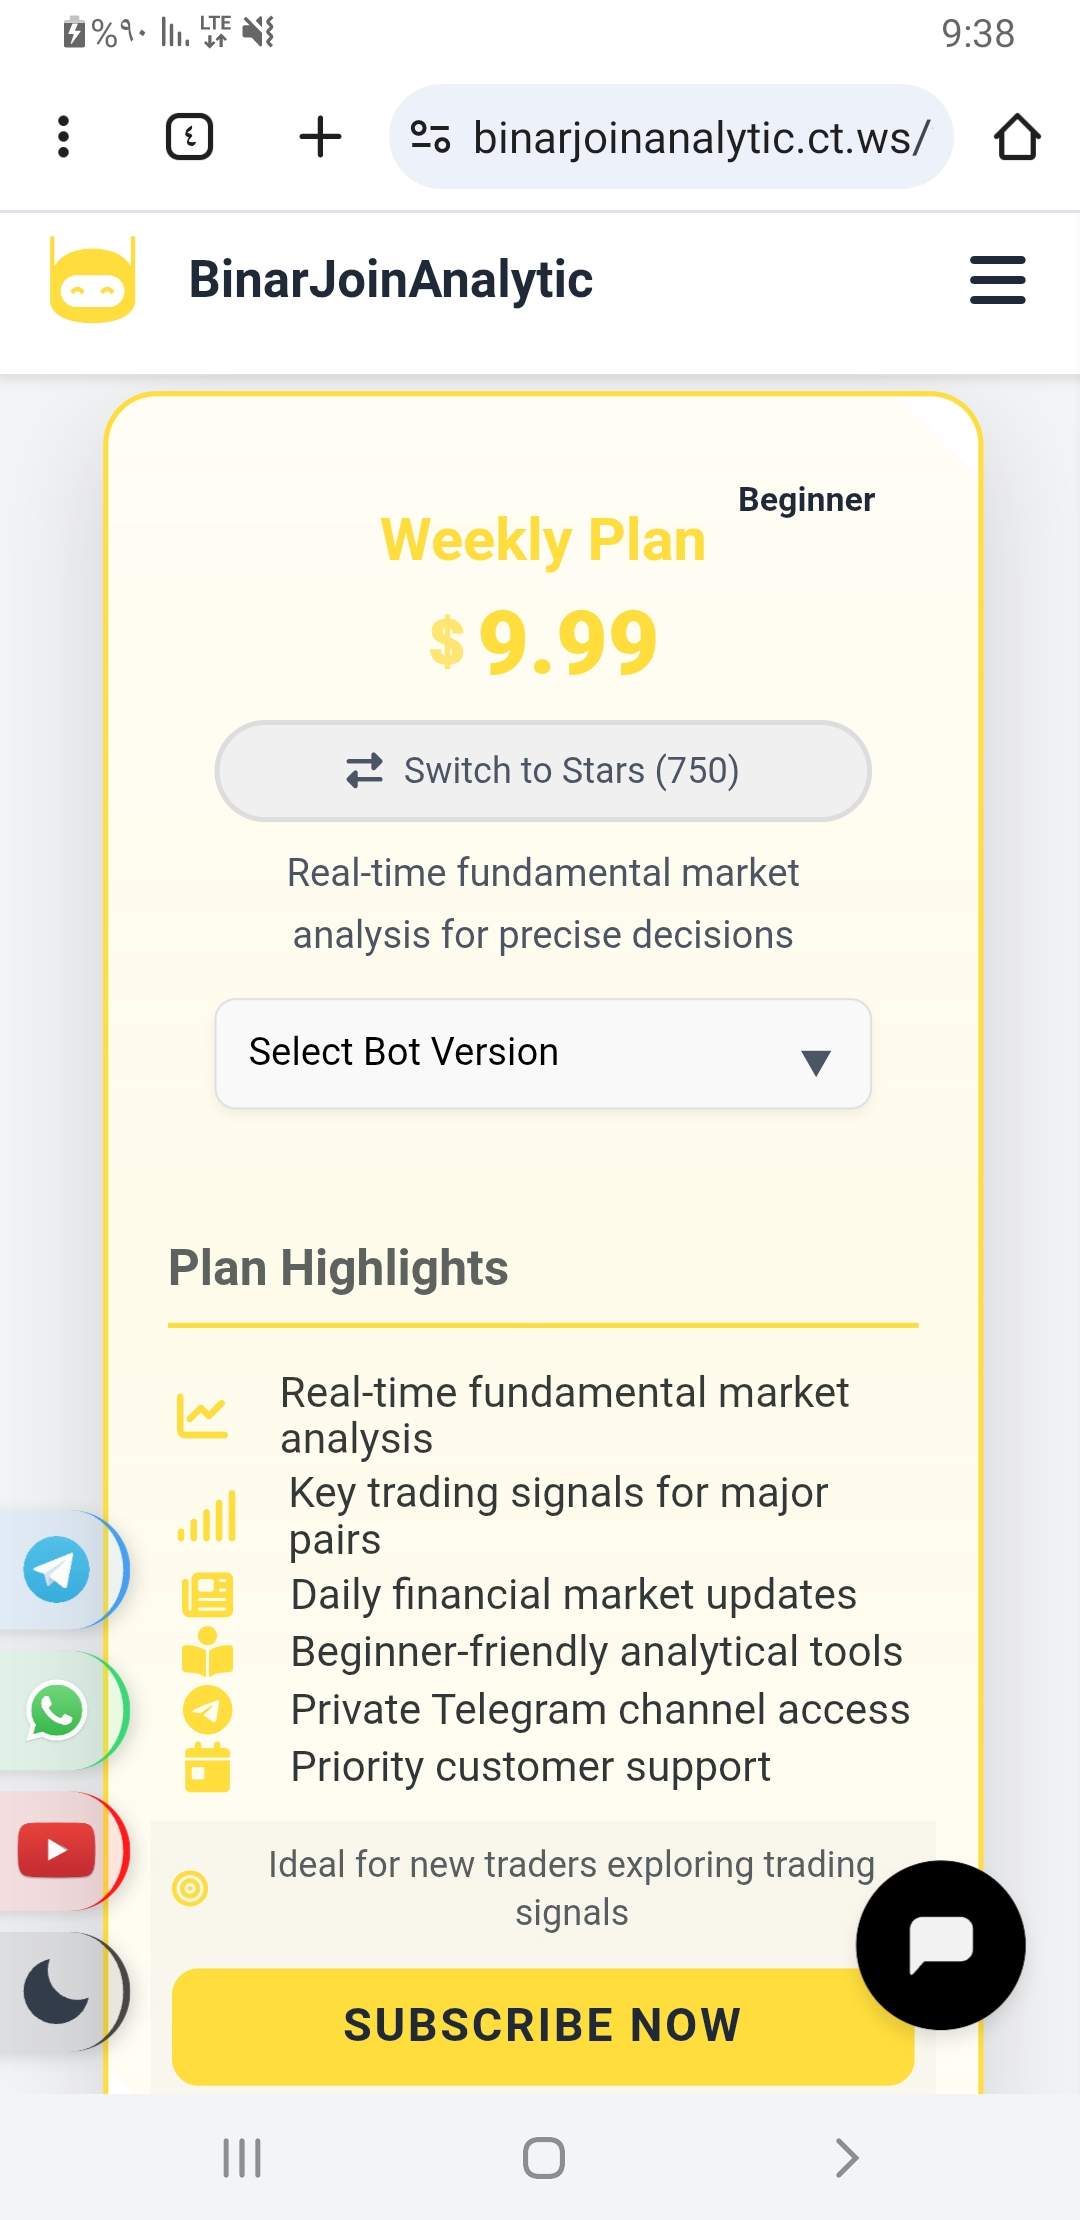 %٩٠ LTE 9:38
٤ binarjoinanalytic.ct.ws/
BinarJoinAnalytic
Beginner
Weekly Plan
$ 9.99
Switch to Stars (750)
Real-time fundamental market
analysis for precise decisions
Select Bot Version
Plan Highlights
Real-time fundamental market
analysis
Key trading signals for major
pairs
Daily financial market updates
Beginner-friendly analytical tools
Private Telegram channel access
Priority customer support
Ideal for new traders exploring trading
signals
SUBSCRIBE NOW